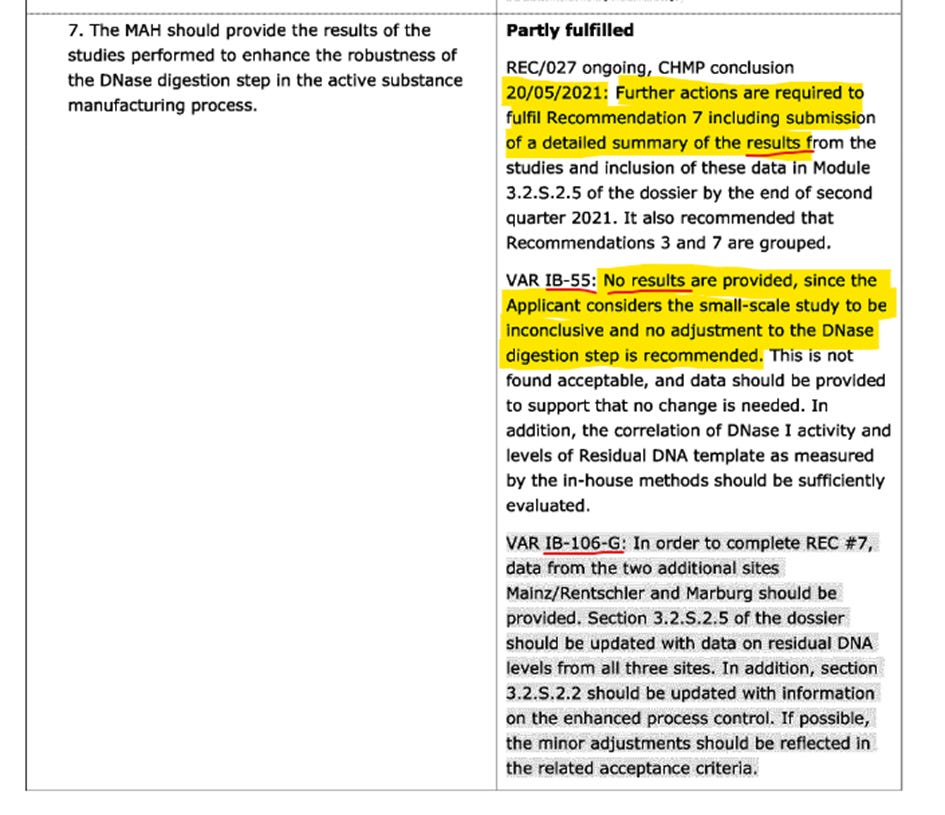 7. The MAH should provide the results of the
studies performed to enhance the robustness of
the DNase digestion step in the active substance
manufacturing process.
Partly fulfilled
REC/027 ongoing, CHMP conclusion
20/05/2021: Further actions are required to
fulfil Recommendation 7 including submission
of a detailed summary of the results from the
studies and inclusion of these data in Module
3.2.S.2.5 of the dossier by the end of second
quarter 2021. It also recommended that
Recommendations 3 and 7 are grouped.
VAR IB-55: No results are provided, since the
Applicant considers the small-scale study to be
inconclusive and no adjustment to the DNase
digestion step is recommended. This is not
found acceptable, and data should be provided
to support that no change is needed. In
addition, the correlation of DNase I activity and
levels of Residual DNA template as measured
by the in-house methods should be sufficiently
evaluated.
VAR IB-106-G: In order to complete REC #7,
data from the two additional sites
Mainz/Rentschler and Marburg should be
provided. Section 3.2.S.2.5 of the dossier
should be updated with data on residual DNA
levels from all three sites. In addition, section
3.2.S.2.2 should be updated with information
on the enhanced process control. If possible,
the minor adjustments should be reflected in
the related acceptance criteria.